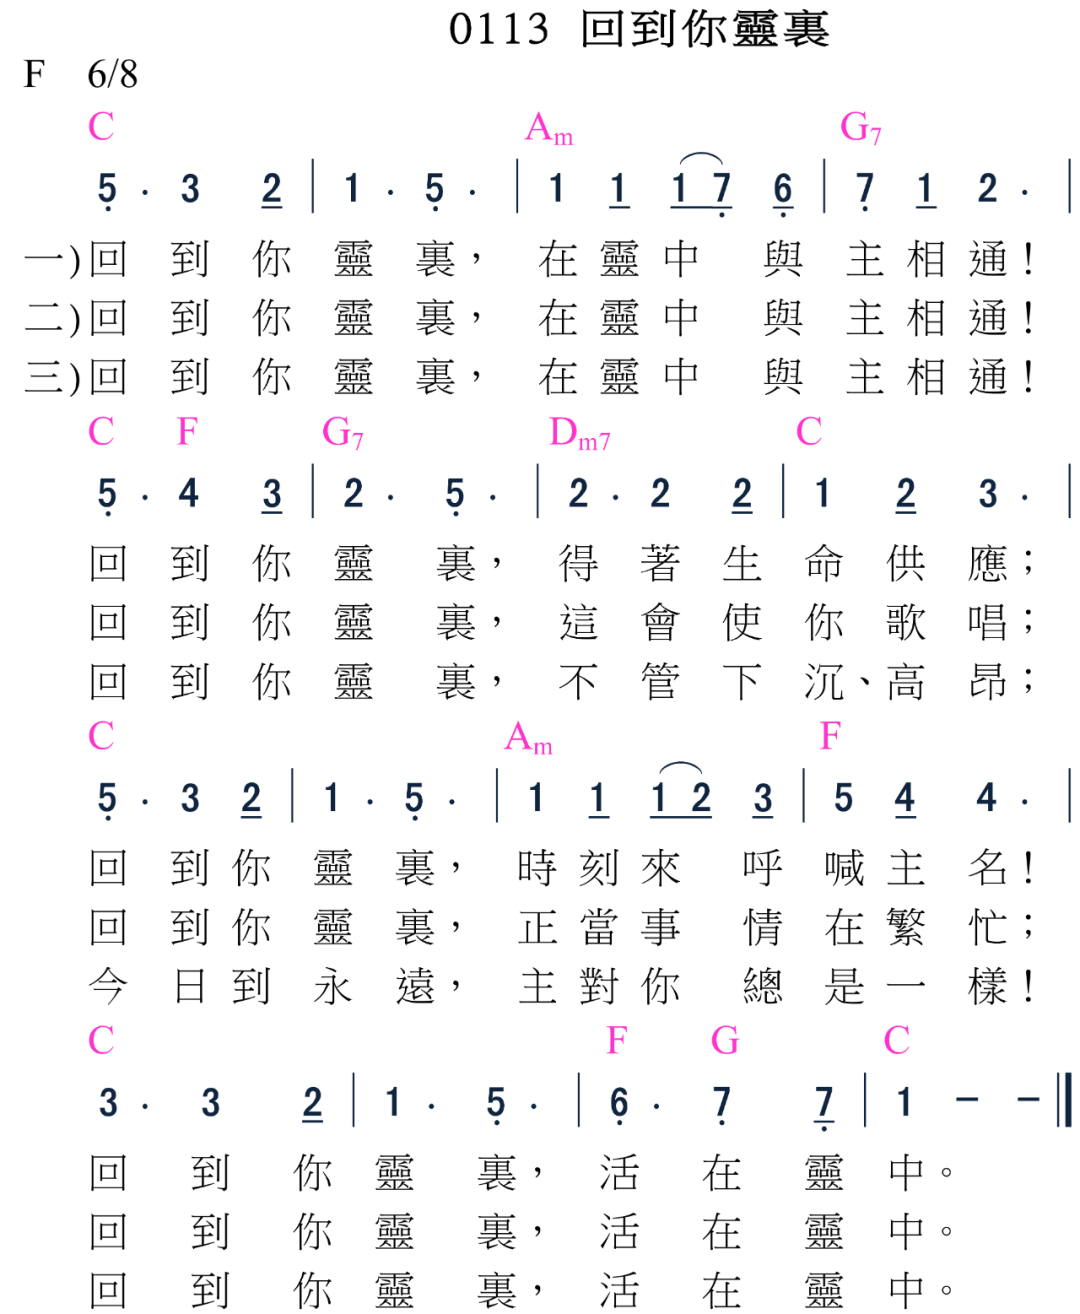 0113 回到你靈裏
F 6/8
C Am G7
5 · 3 2 | 1 · 5 · | 1 1 1 7 6 | 7 1 2 · |
一)回到你靈裏，在靈中與主相通！
二)回到你靈裏，在靈中與主相通！
三)回到你靈裏，在靈中與主相通！
C F G7 Dm7 C
5 · 4 3 | 2 · 5 · | 2 · 2 2 | 1 2 3 · |
回到你靈裏，得著生命供應；
回到你靈裏，這會使你歌唱；
回到你靈裏，不管下沉、高昂；
C Am F
5 · 3 2 | 1 · 5 · | 1 1 1 2 3 | 5 4 4 · |
回到你靈裏，時刻來呼喊主名！
回到你靈裏，正當事情在繁忙；
今日到永遠，主對你總是一樣！
C F G C
3 · 3 2 | 1 · 5 · | 6 · 7 7 | 1 － － ‖
回到你靈裏，活在靈中。
回到你靈裏，活在靈中。
回到你靈裏，活在靈中。